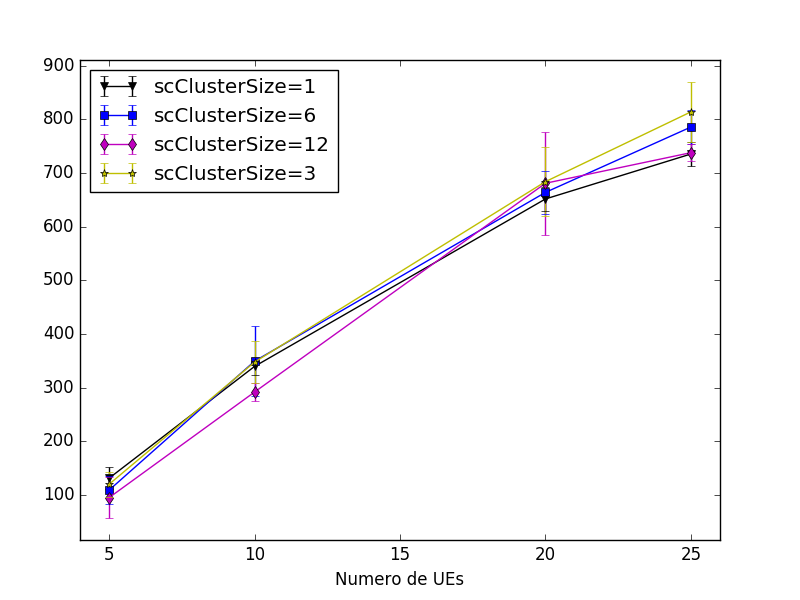 900
800
700
600
500
400
300
200
100
scClusterSize=1
scClusterSize=6
scClusterSize=12
scClusterSize=3
5 10 15 20 25
Numero de UEs